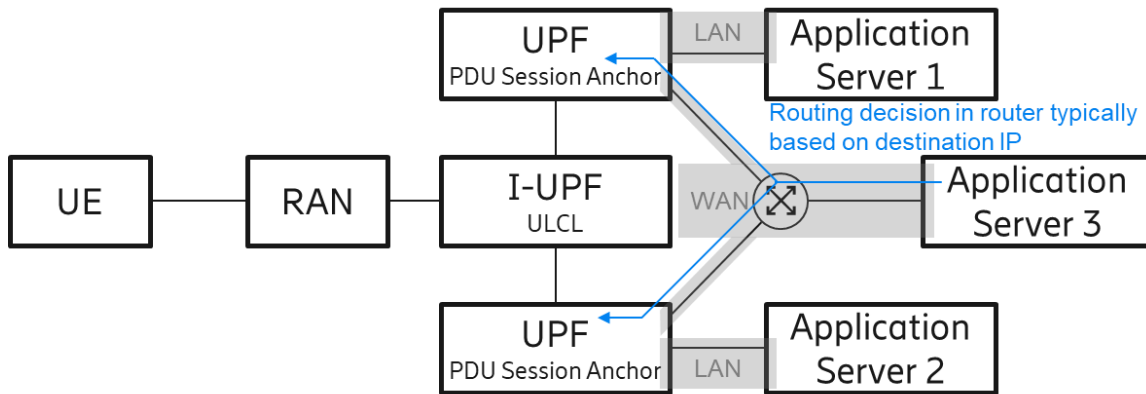 UPF
PDU Session Anchor
LAN
Application
Server 1
Routing decision in router typically
based on destination IP
UE
RAN
I-UPF
ULCL
WAN
Application
Server 3
UPF
PDU Session Anchor
LAN
Application
Server 2